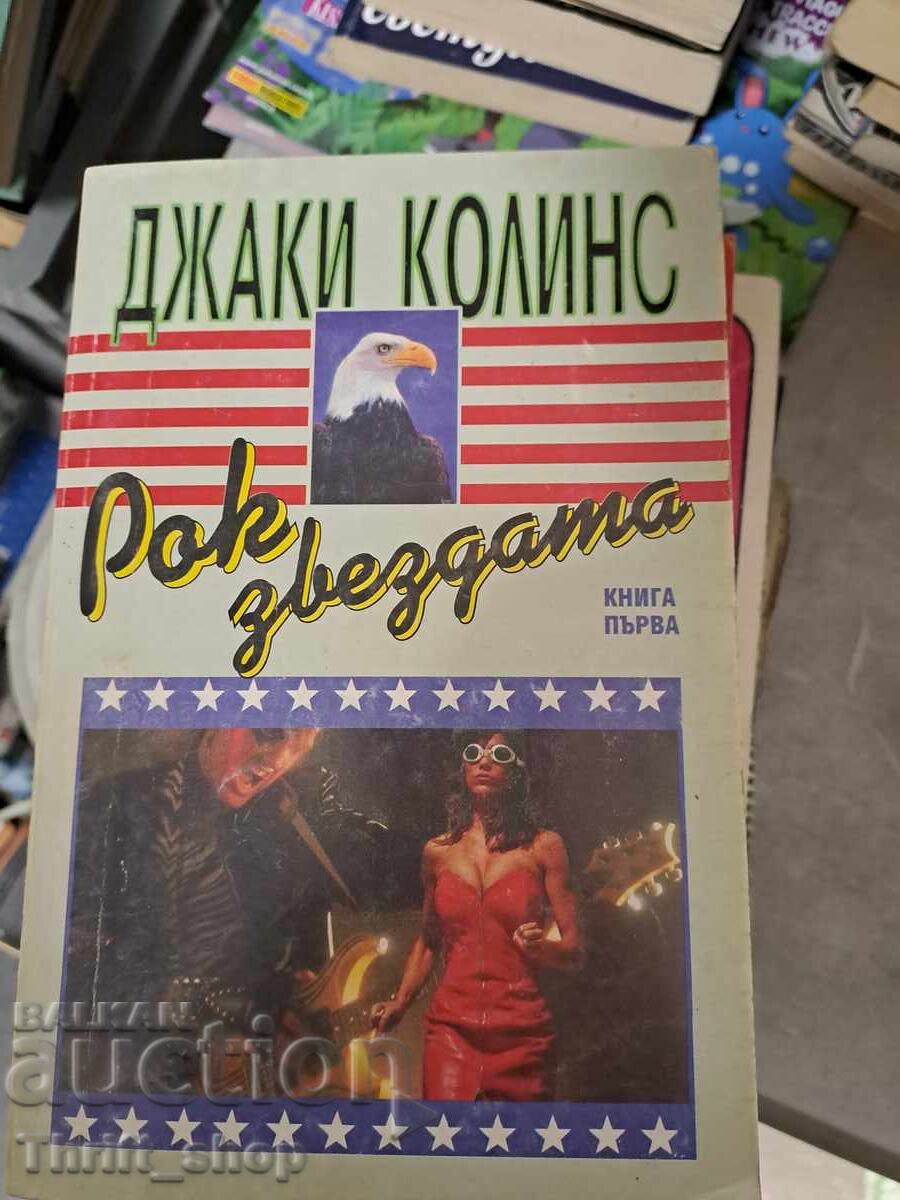 ДЖАКИ КОЛИНС
Рок
звездата
КНИГА
ПЪРВА
BALKAN
auction
Thrift_shop